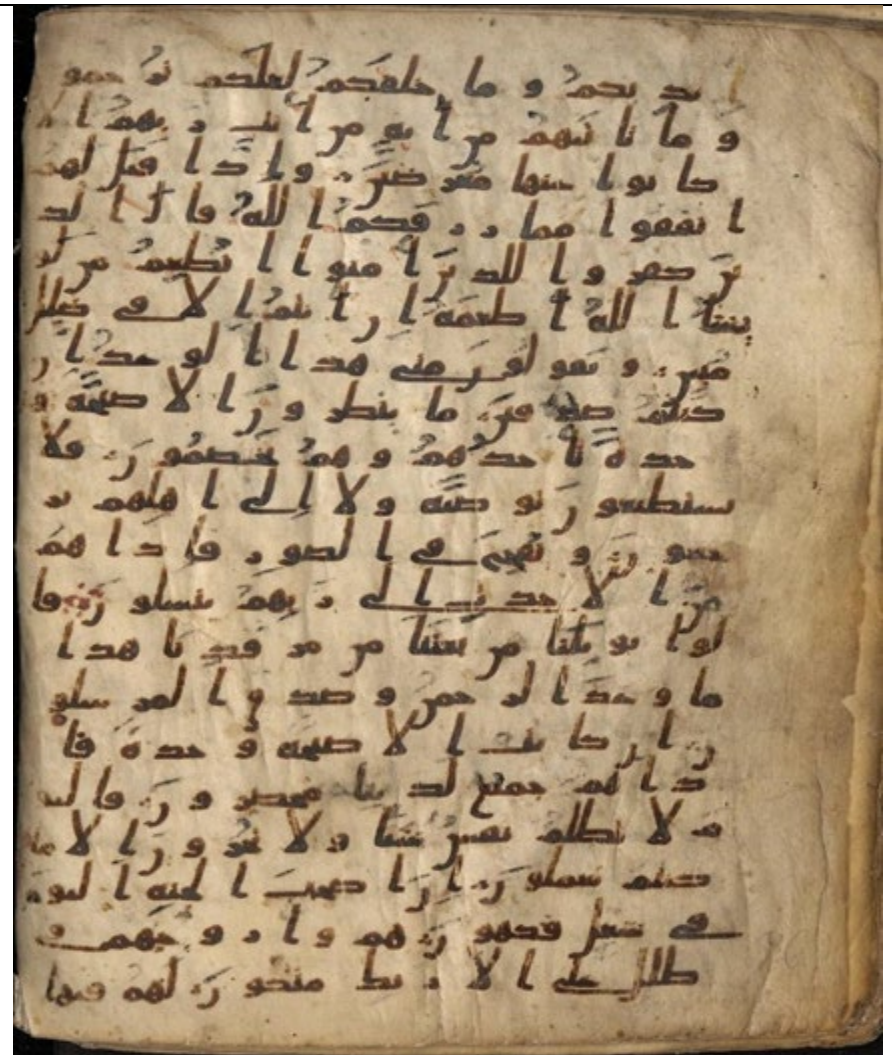 يديكم وما خلفكم لعلكم ترحمو
ن وما تاتيهم من اية من ايت ربهم الا
كانوا عنها معرضين واذا قيل لهم
انفقوا مما رزقكم الله قال الذ
ين كفروا للذين امنوا انطعم من لو
يشا الله اطعمه ان انتم الا في ضلل
مبين ويقولون متى هذا الوعد ان
كنتم صدقين ما ينظرون الا صيحة و
حدة تاخذهم وهم يخصمون فلا
يستطيعون توصية ولا الى اهلهم ير
جعون ونفخ في الصور فاذا هم
من الاجدث الى ربهم ينسلون قا
لوا يويلنا من بعثنا من مرقدنا هذا
ما وعد الرحمن وصدق المرسلو
ن ان كانت الا صيحة وحدة فا
ذا هم جميع لدينا محضرون فاليو
م لا تظلم نفس شيا ولا تجزون الا ما
كنتم تعملون ان اصحب الجنة اليوم
في شغل فكهون هم وازوجهم في
ظلل على الارئك متكون لهم فيها